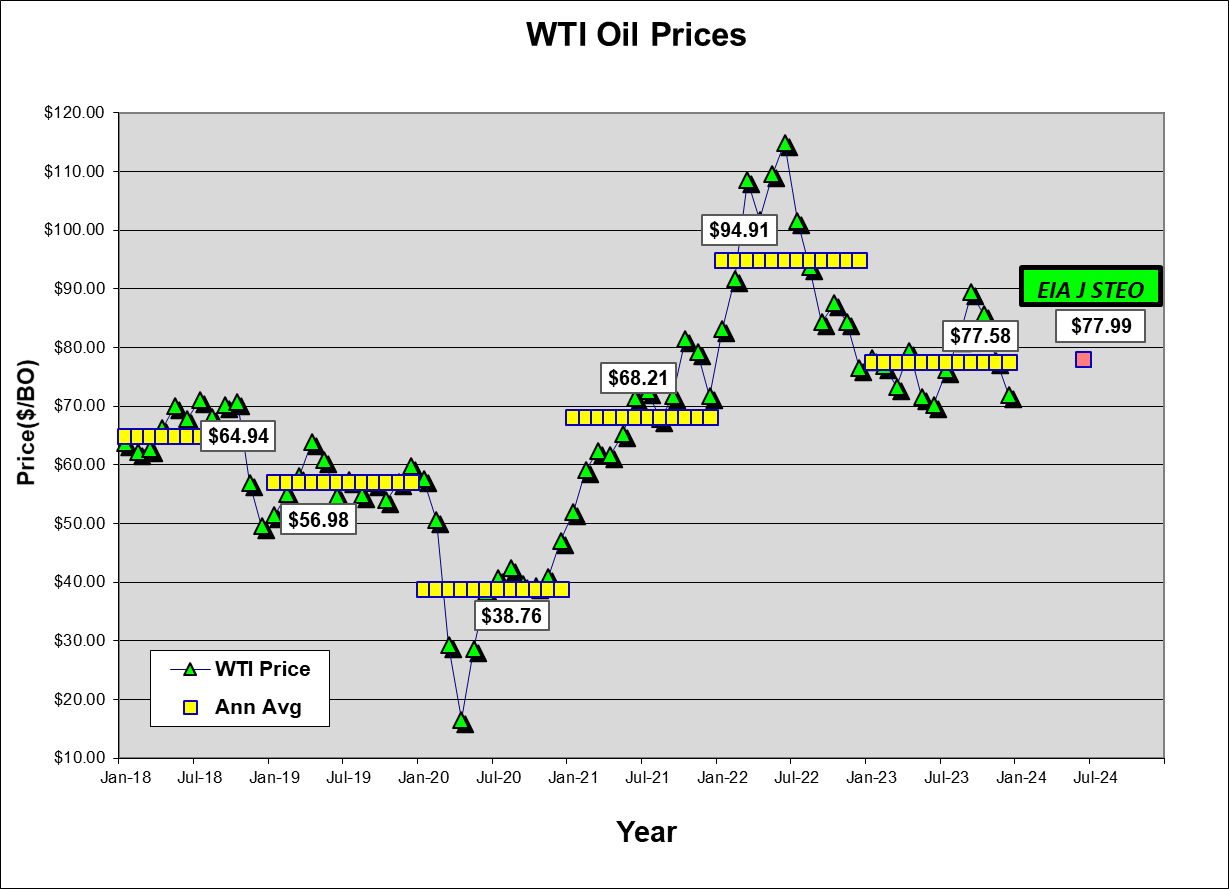 WTI Oil Prices
$120.00
$110.00
$100.00
$90.00
$80.00
$70.00
$60.00
$50.00
$40.00
$30.00
$20.00
$10.00
Price($/BO)
$64.94
$56.98
$38.76
$68.21
$94.91
$77.58
EIA J STEO
$77.99
WTI Price
Ann Avg
Jan-18 Jul-18 Jan-19 Jul-19 Jan-20 Jul-20 Jan-21 Jul-21 Jan-22 Jul-22 Jan-23 Jul-23 Jan-24 Jul-24
Year